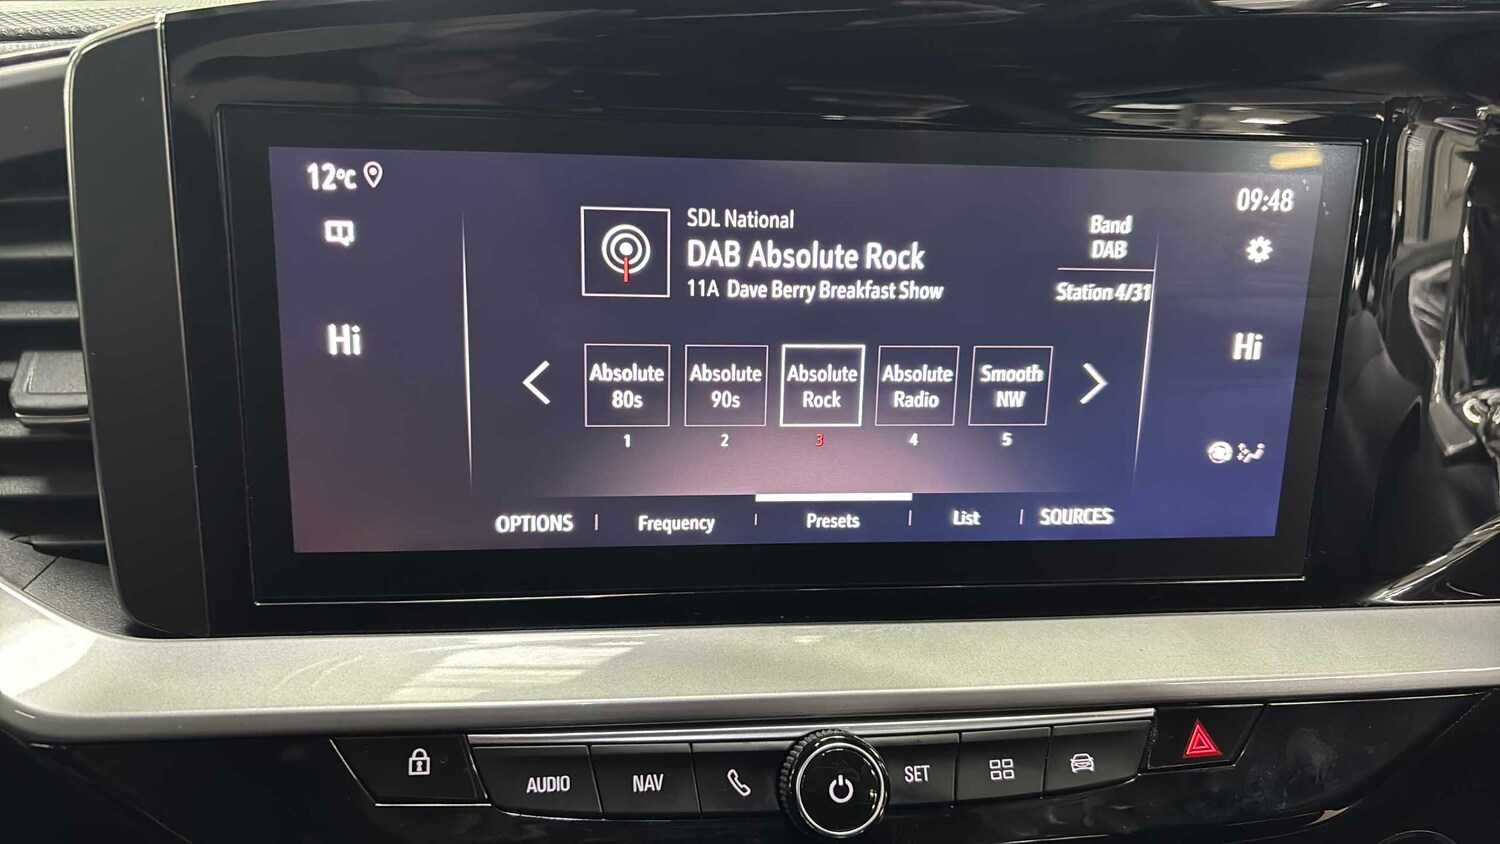 12°C
09:48
SDL National
DAB Absolute Rock
11A Dave Berry Breakfast Show
Band
DAB
Station 4/31
Hi
Hi
Absolute
80s
Absolute
90s
Absolute
Rock
Absolute
Radio
Smooth
NW
1
2
3
4
5
OPTIONS
Frequency
Presets
List
SOURCES
AUDIO
NAV
SET